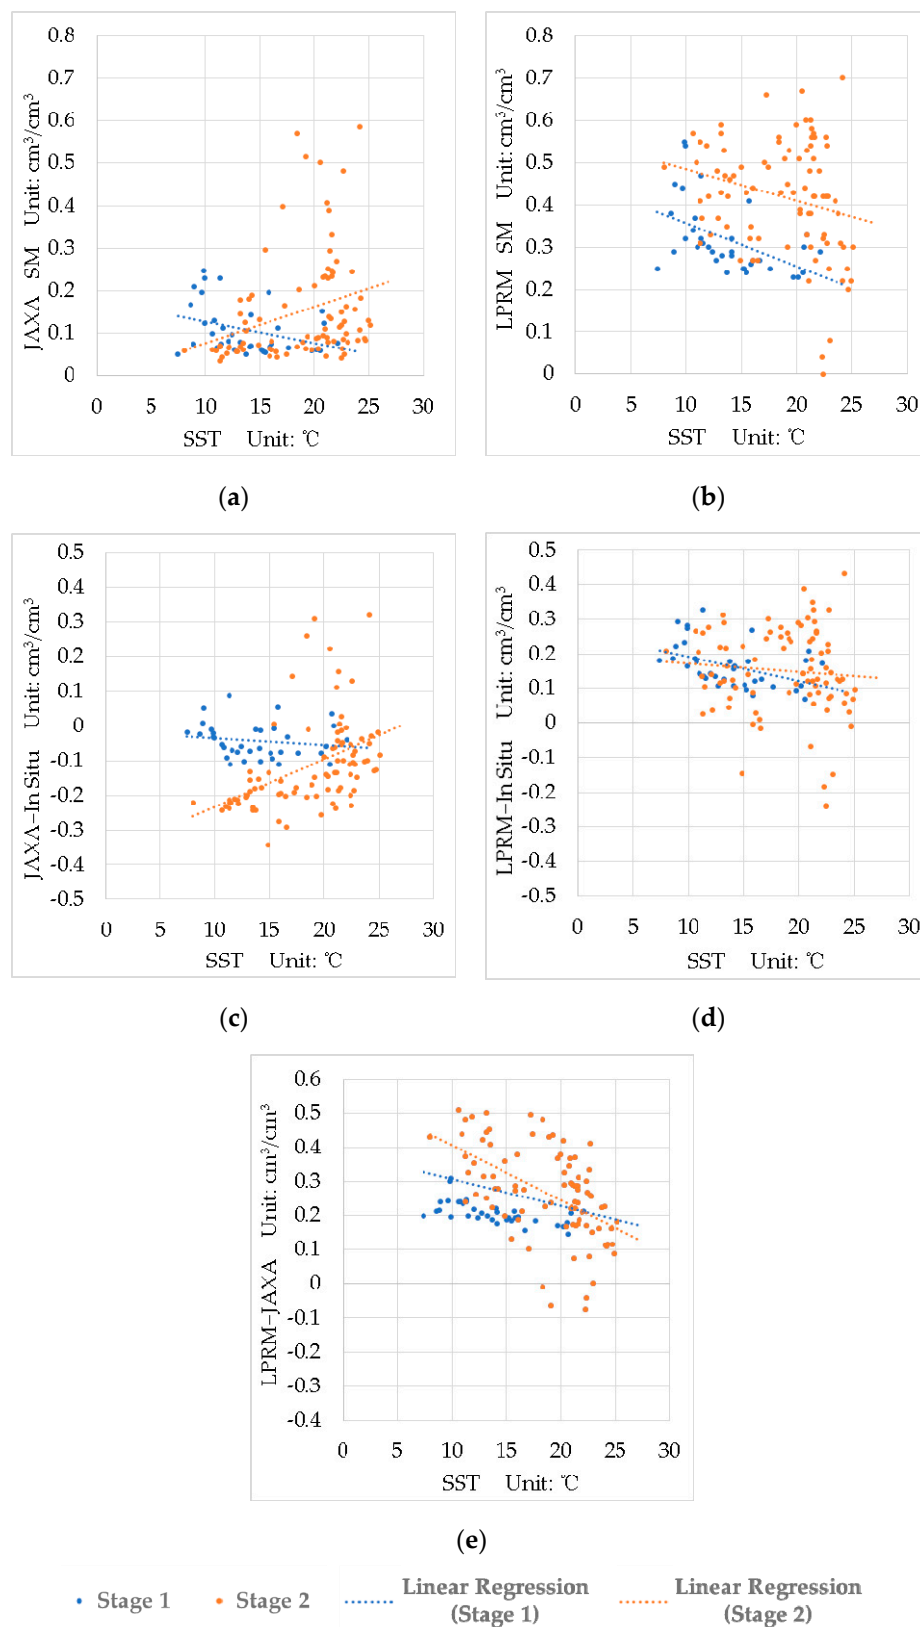 0.8
0.7
0.6
0.5
0.4
0.3
0.2
0.1
0
JAXA SM Unit: cm³/cm³
0 5 10 15 20 25 30
SST Unit: ℃
(a)
0.8
0.7
0.6
0.5
0.4
0.3
0.2
0.1
0
LPRM SM Unit: cm³/cm³
0 5 10 15 20 25 30
SST Unit: ℃
(b)
0.5
0.4
0.3
0.2
0.1
0
-0.1
-0.2
-0.3
-0.4
-0.5
JAXA−In Situ Unit: cm³/cm³
0 5 10 15 20 25 30
SST Unit: ℃
(c)
0.5
0.4
0.3
0.2
0.1
0
-0.1
-0.2
-0.3
-0.4
-0.5
LPRM−In Situ Unit: cm³/cm³
0 5 10 15 20 25 30
SST Unit: ℃
(d)
0.6
0.5
0.4
0.3
0.2
0.1
0
-0.1
-0.2
-0.3
-0.4
LPRM−JAXA Unit: cm³/cm³
0 5 10 15 20 25 30
SST Unit: ℃
(e)
Stage 1 Stage 2 Linear Regression (Stage 1) Linear Regression (Stage 2)